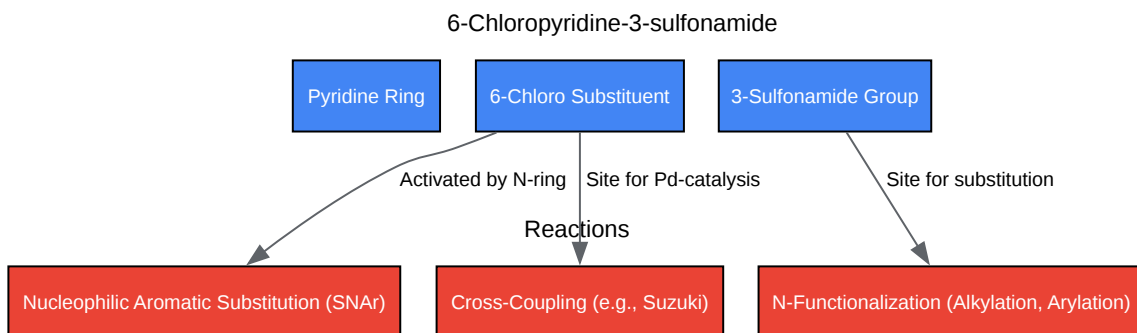 6-Chloropyridine-3-sulfonamide
Pyridine Ring
6-Chloro Substituent
3-Sulfonamide Group
Activated by N-ring
Site for Pd-catalysis
Site for substitution
Reactions
Nucleophilic Aromatic Substitution (SNAr)
Cross-Coupling (e.g., Suzuki)
N-Functionalization (Alkylation, Arylation)